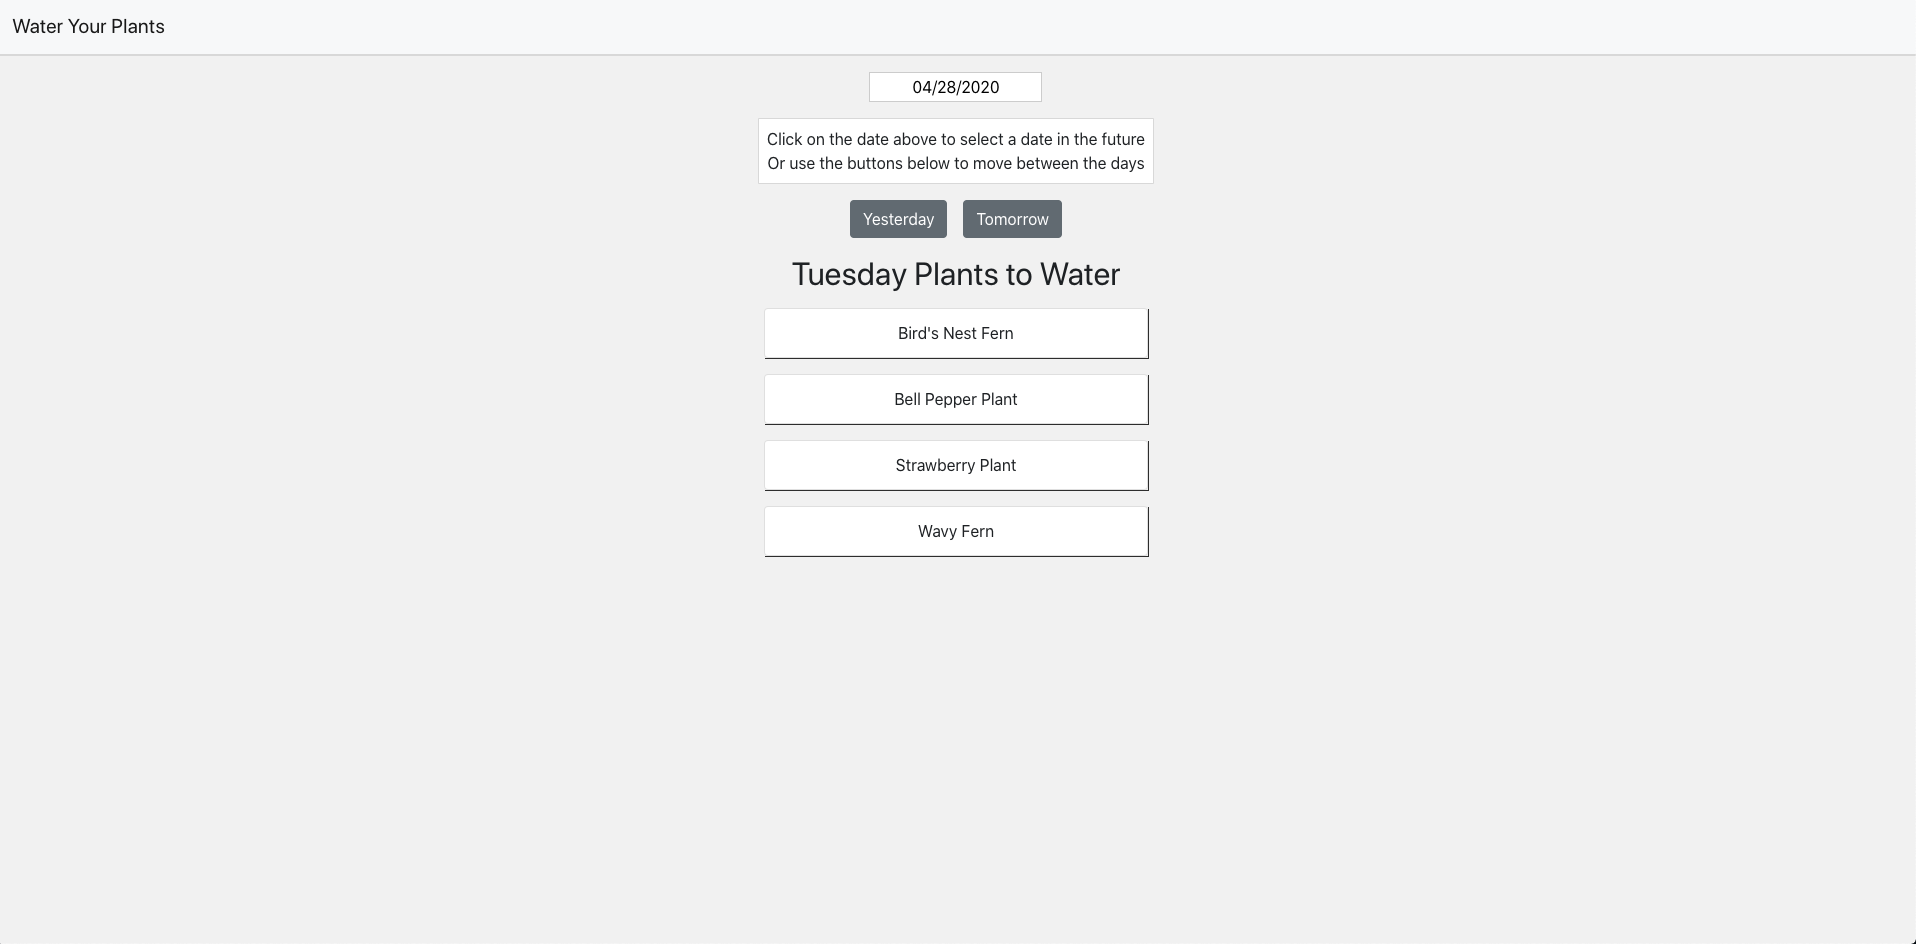 Water Your Plants
04/28/2020
Click on the date above to select a date in the future
Or use the buttons below to move between the days
Yesterday Tomorrow
Tuesday Plants to Water
Bird's Nest Fern
Bell Pepper Plant
Strawberry Plant
Wavy Fern